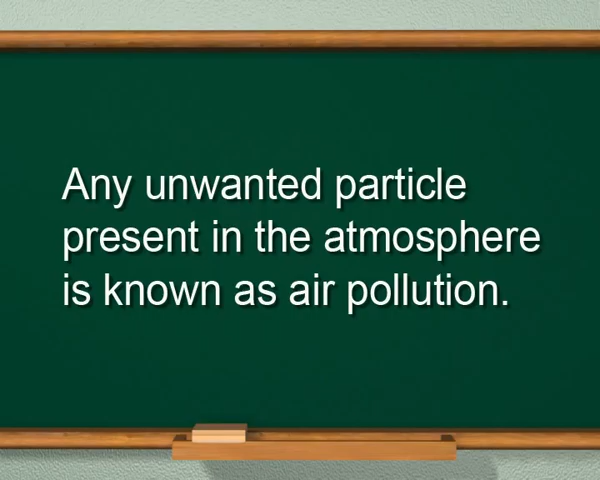 Any unwanted particle
present in the atmosphere
is known as air pollution.